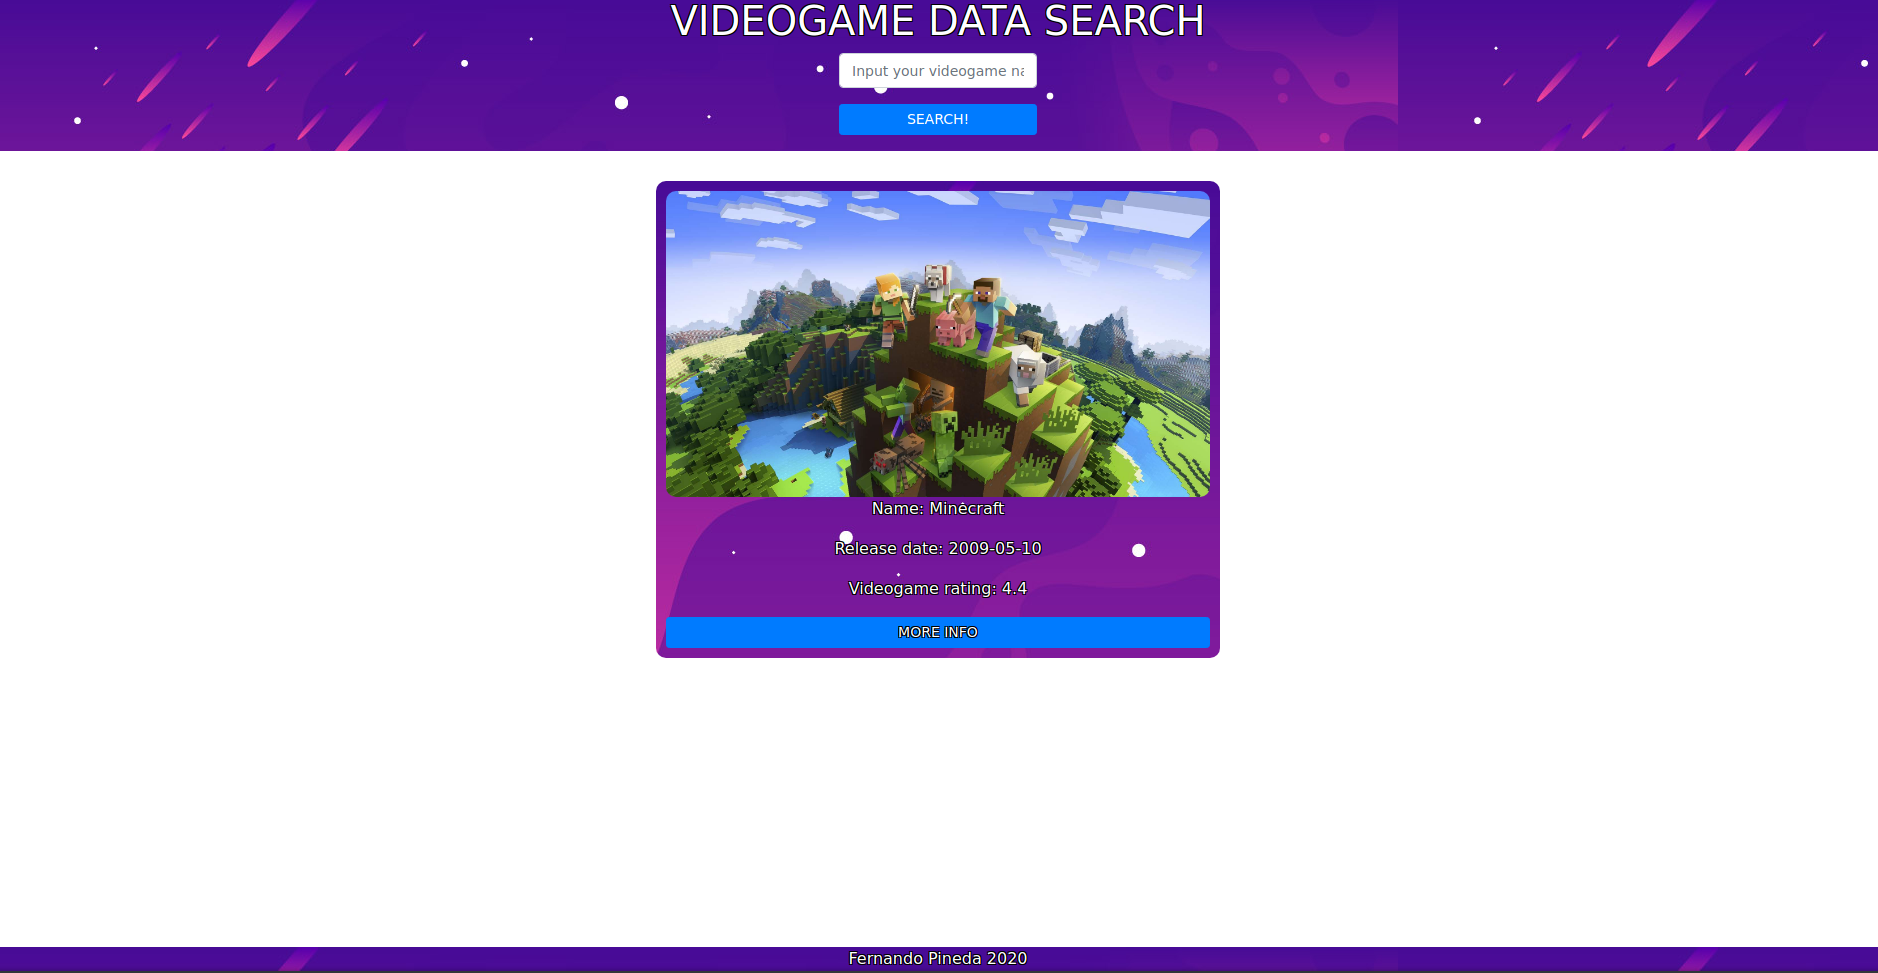 VIDEOGAME DATA SEARCH
Input your videogame na
SEARCH!
Name: Minecraft
Release date: 2009-05-10
Videogame rating: 4.4
MORE INFO
Fernando Pineda 2020